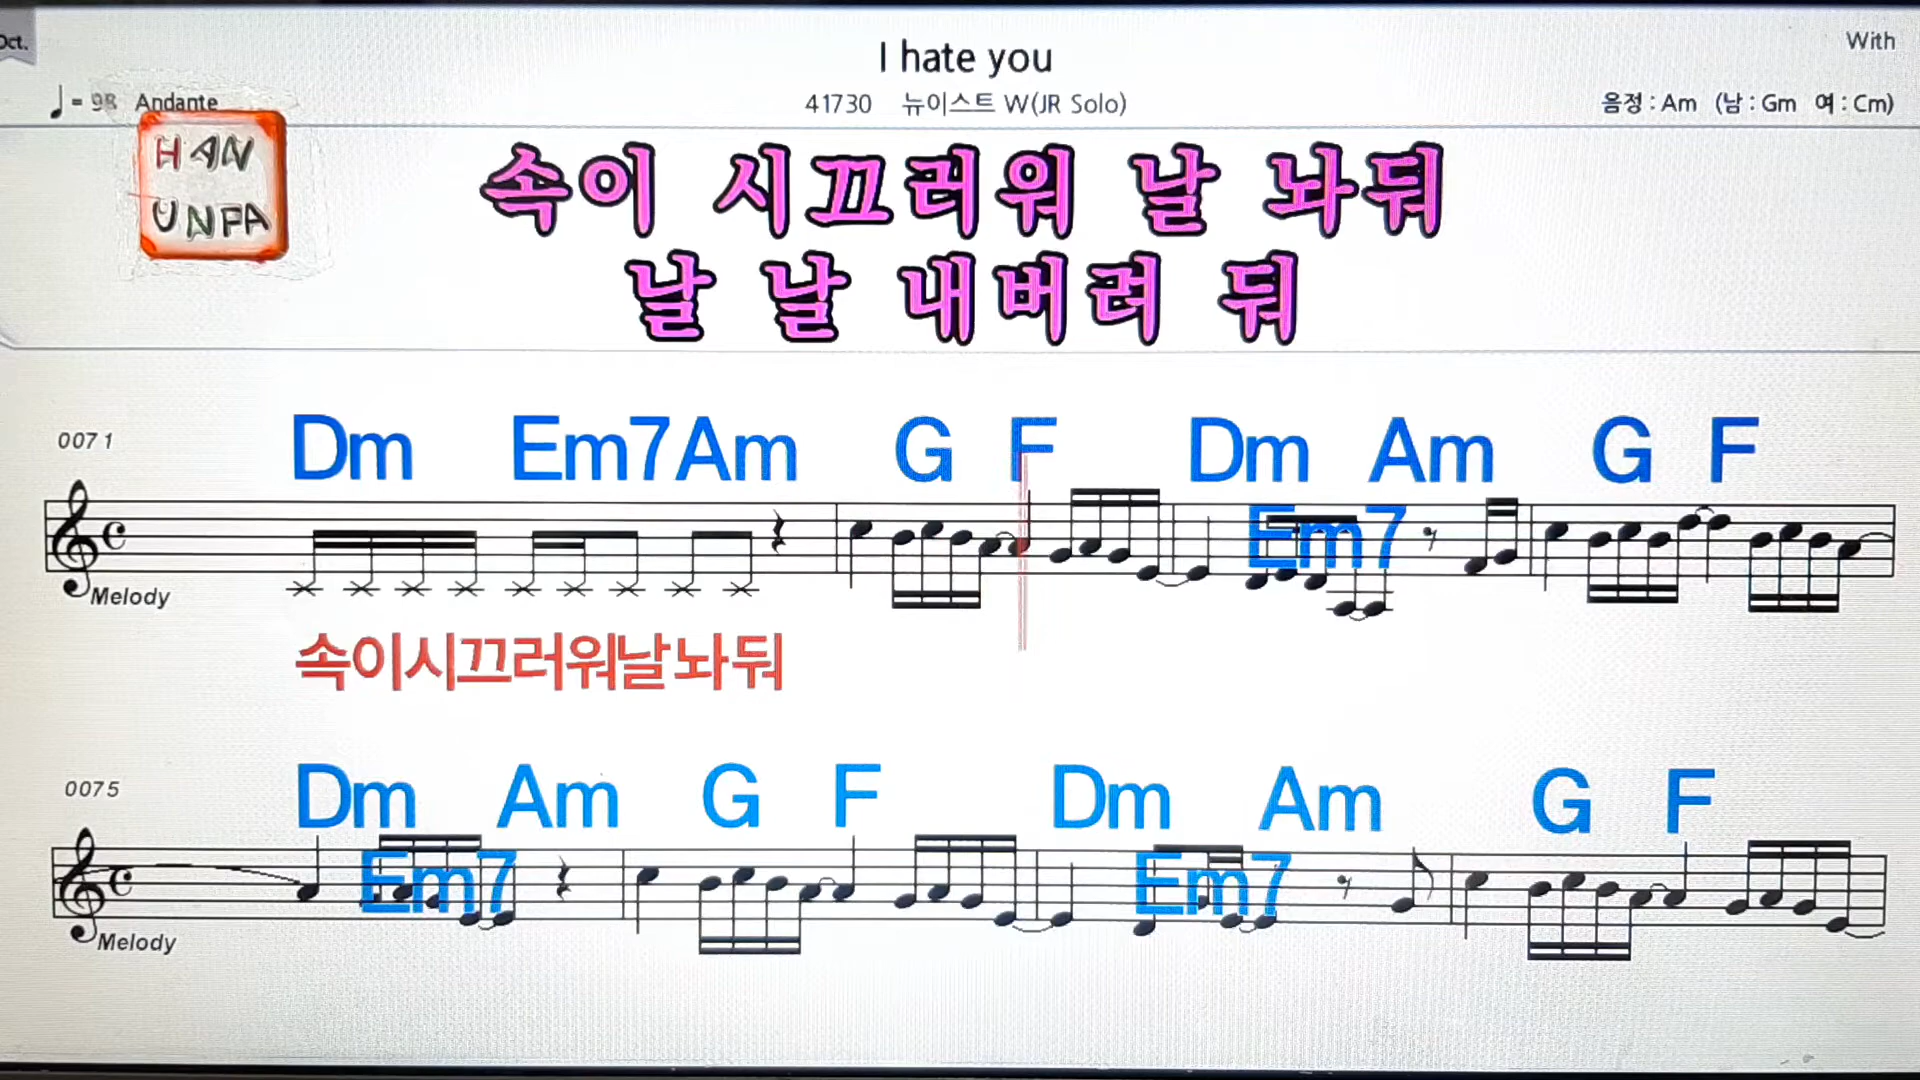 Oct.
I hate you
With
♩ = 98 Andante
41730 뉴이스트 W(JR Solo)
음정 : Am (남 : Gm 여 : Cm)
HAN
UNFA
속이 시끄러워 날 놔둬
날 날 내버려 둬
0071
Dm Em7 Am G F Dm Em7 Am G F
Melody
속이시끄러워날놔둬
0075
Dm Em7 Am G F Dm Em7 Am G F
Melody